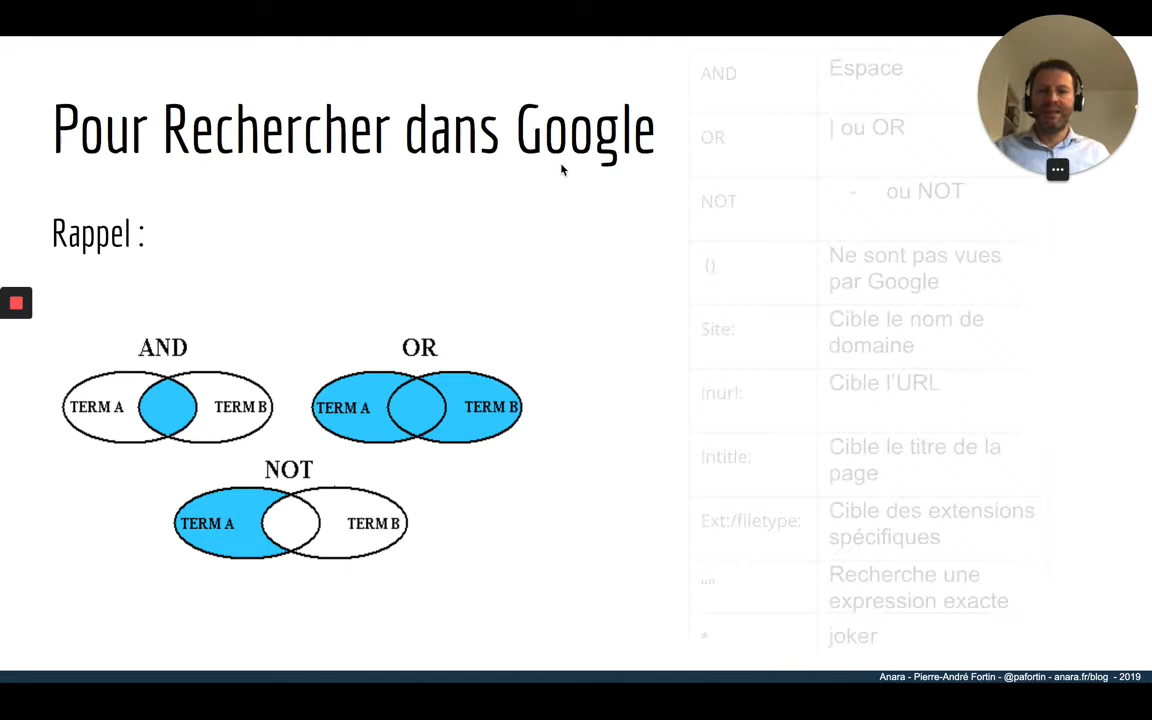 Pour Rechercher dans Google
Rappel :
AND
OR
TERM A
TERM B
TERM A
TERM B
NOT
TERM A
TERM B
AND
Espace
OR
| ou OR
NOT
- ou NOT
()
Ne sont pas vues
par Google
Site:
Cible le nom de
domaine
Inurl:
Cible l'URL
Intitle:
Cible le titre de la
page
Ext:/filetype:
Cible des extensions
spécifiques
“”
Recherche une
expression exacte
*
joker
Anara - Pierre-André Fortin - @pafortin - anara.fr/blog - 2019